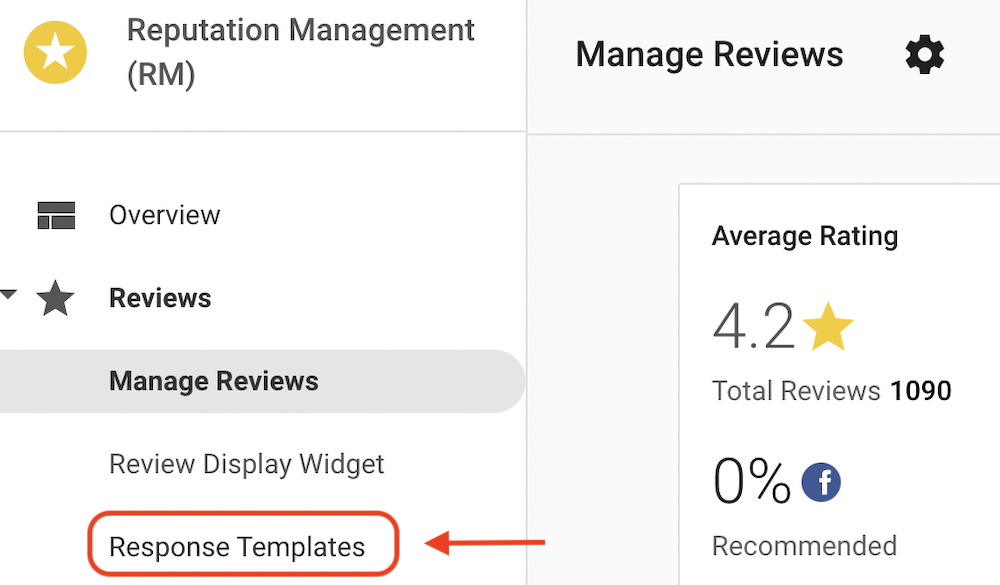 Reputation Management
(RM)
Manage Reviews
Overview
Reviews
Manage Reviews
Review Display Widget
Response Templates
Average Rating
4.2
Total Reviews 1090
0%
Recommended